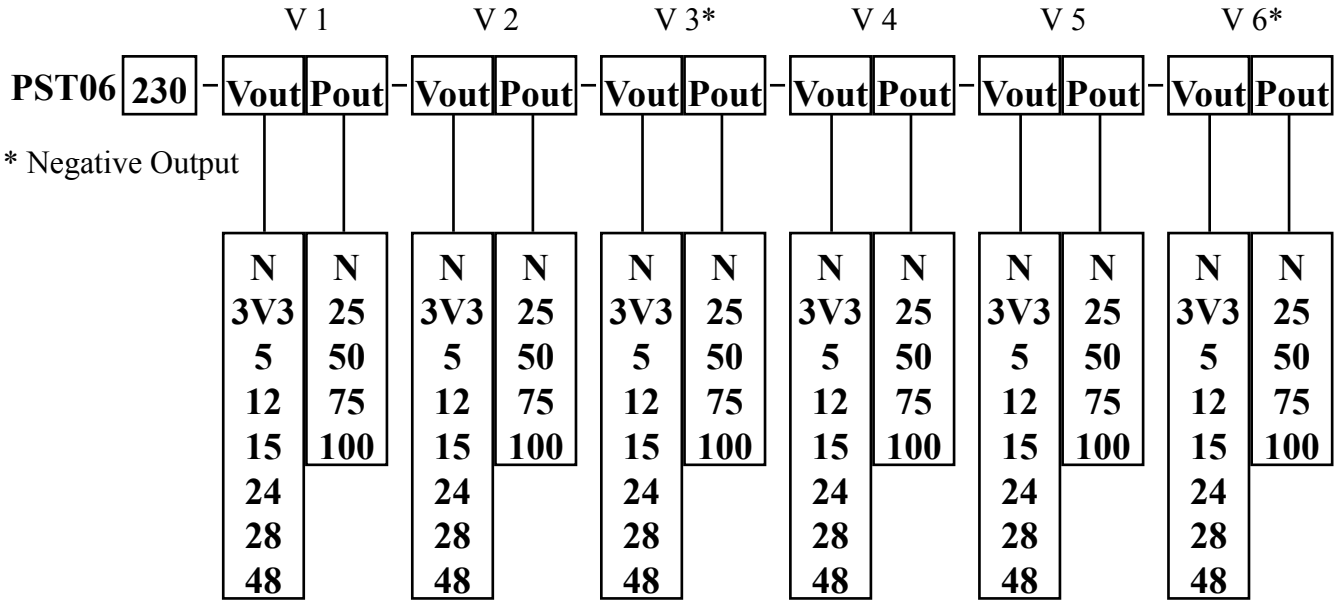 V 1 V 2 V 3* V 4 V 5 V 6*
PST06 230 - Vout Pout - Vout Pout - Vout Pout - Vout Pout - Vout Pout - Vout Pout
* Negative Output
N N N N N N N N N N N N
3V3 25 3V3 25 3V3 25 3V3 25 3V3 25 3V3 25
5 50 5 50 5 50 5 50 5 50 5 50
12 75 12 75 12 75 12 75 12 75 12 75
15 100 15 100 15 100 15 100 15 100 15 100
24 24 24 24 24 24
28 28 28 28 28 28
48 48 48 48 48 48